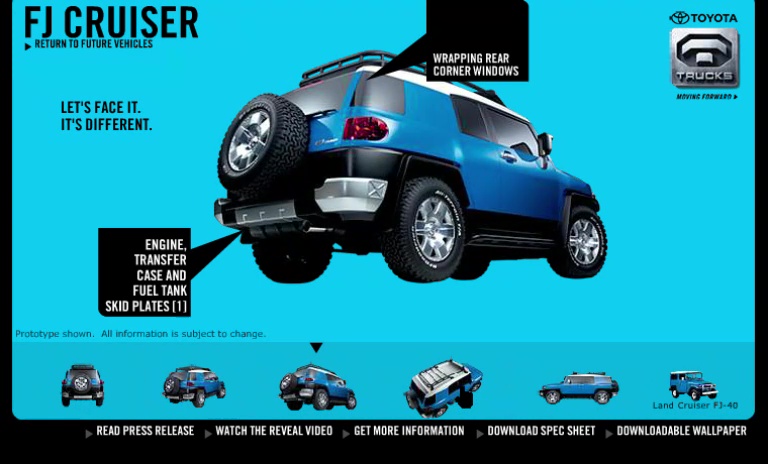 FJ CRUISER
RETURN TO FUTURE VEHICLES
TOYOTA
TRUCKS
MOVING FORWARD
WRAPPING REAR
CORNER WINDOWS
LET'S FACE IT.
IT'S DIFFERENT.
ENGINE,
TRANSFER
CASE AND
FUEL TANK
SKID PLATES [1]
Prototype shown. All information is subject to change.
Land Cruiser FJ-40
READ PRESS RELEASE
WATCH THE REVEAL VIDEO
GET MORE INFORMATION
DOWNLOAD SPEC SHEET
DOWNLOADABLE WALLPAPER